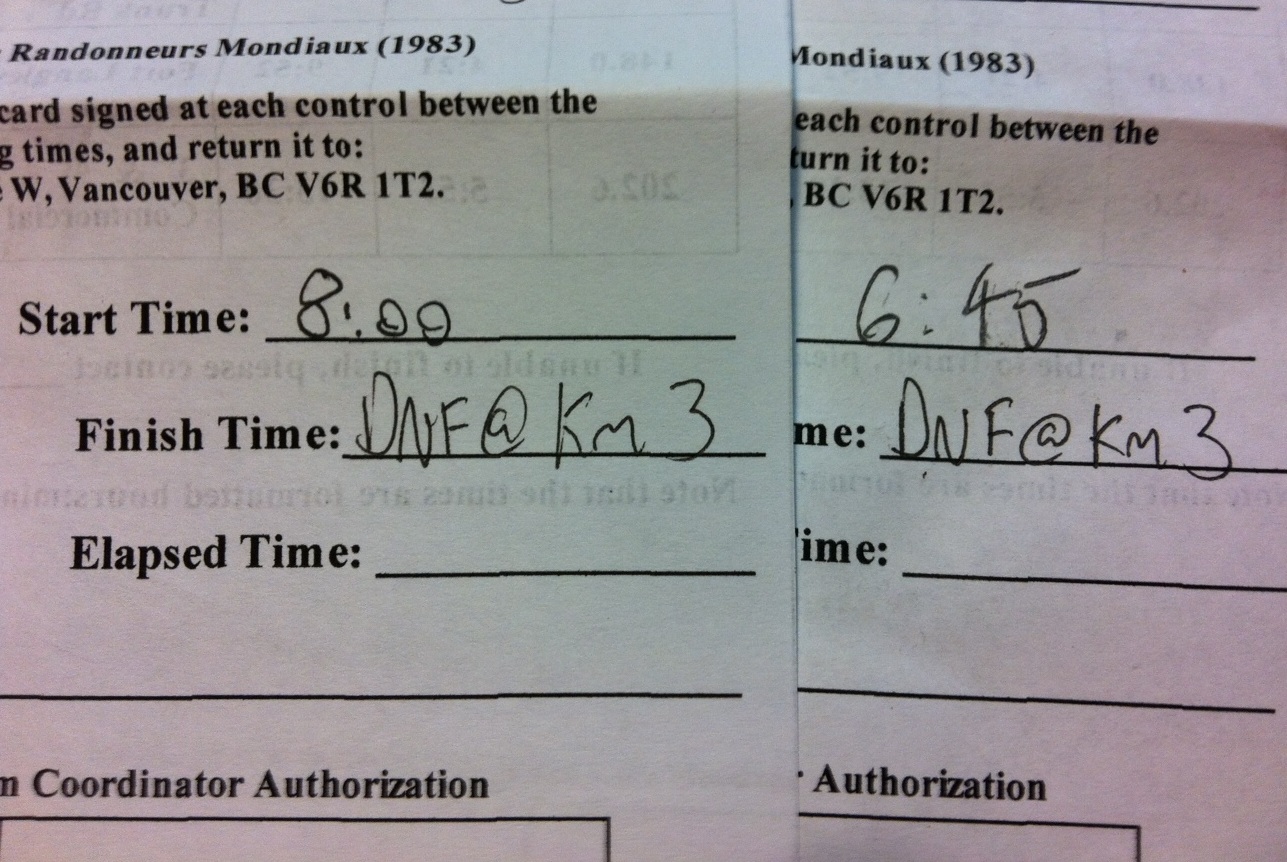 Randonneurs Mondiaux (1983)
card signed at each control between the
g times, and return it to:
W, Vancouver, BC V6R 1T2.
Start Time: 8:00
Finish Time: DNF @ Km 3
Elapsed Time:
n Coordinator Authorization
Mondiaux (1983)
each control between the
turn it to:
, BC V6R 1T2.
6:45
me: DNF @ Km 3
ime:
Authorization